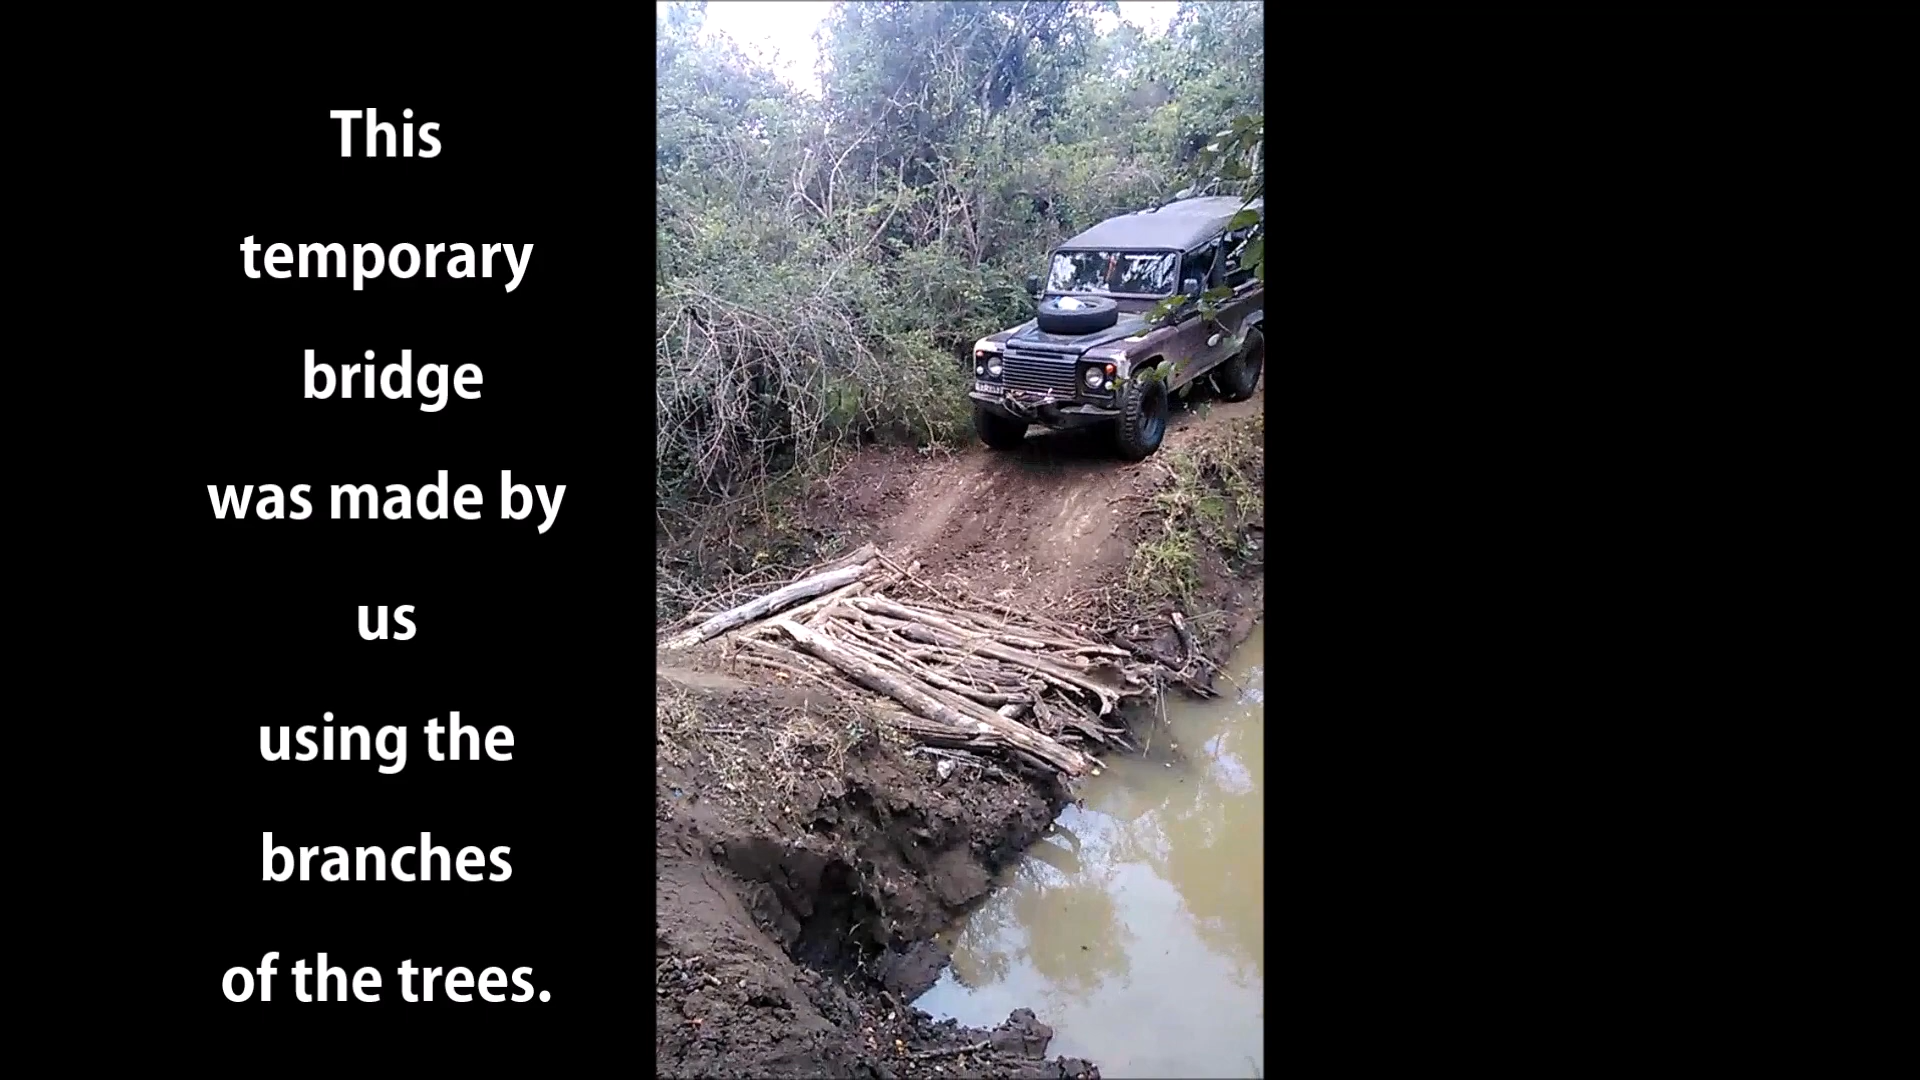 This
temporary
bridge
was made by
us
using the
branches
of the trees.